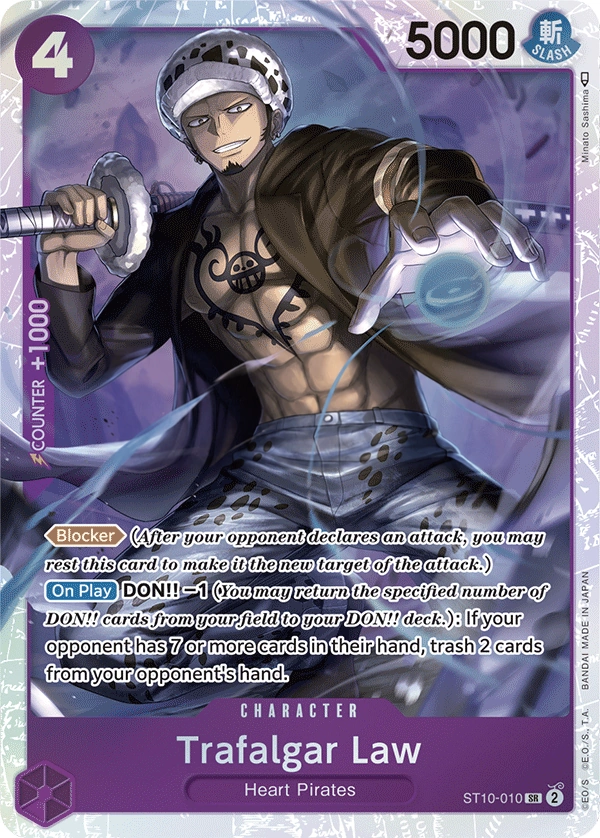 4
5000
斬
SLASH
Minato Sashima
COUNTER +1000
Blocker (After your opponent declares an attack, you may
rest this card to make it the new target of the attack.)
On Play DON!! −1 (You may return the specified number of
DON!! cards from your field to your DON!! deck.): If your
opponent has 7 or more cards in their hand, trash 2 cards
from your opponent's hand.
CHARACTER
Trafalgar Law
Heart Pirates
ST10-010 SR 2
©E.O./S., T.A. BANDAI MADE IN JAPAN
©EO/S